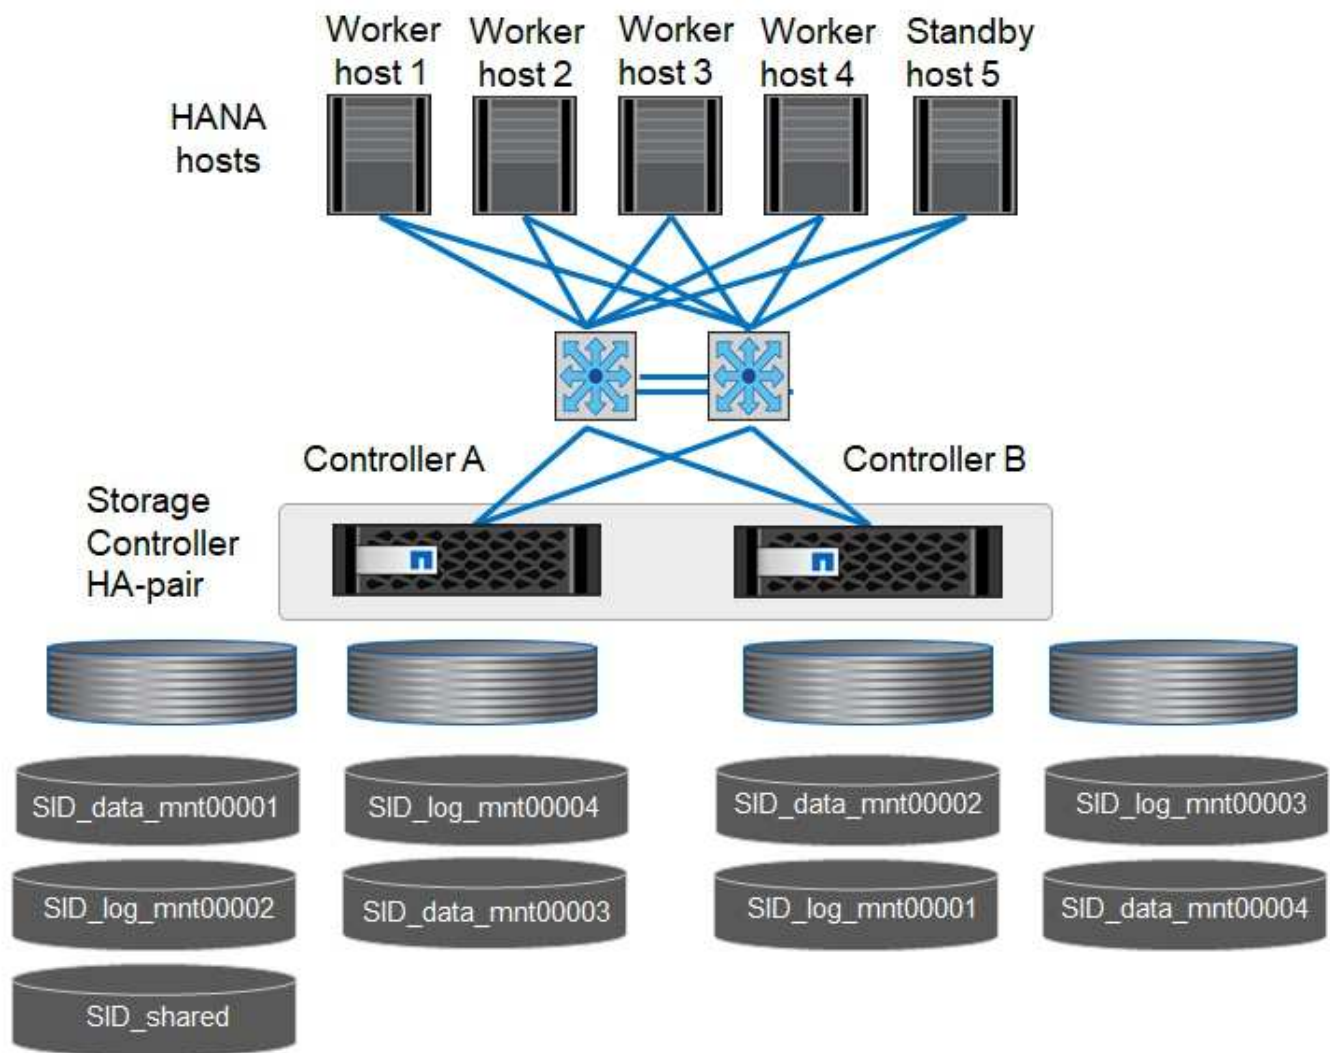 Worker
host 1
Worker
host 2
Worker
host 3
Worker
host 4
Standby
host 5
HANA
hosts
Controller A
Controller B
Storage
Controller
HA-pair
SID_data_mnt00001
SID_log_mnt00004
SID_data_mnt00002
SID_log_mnt00003
SID_log_mnt00002
SID_data_mnt00003
SID_log_mnt00001
SID_data_mnt00004
SID_shared